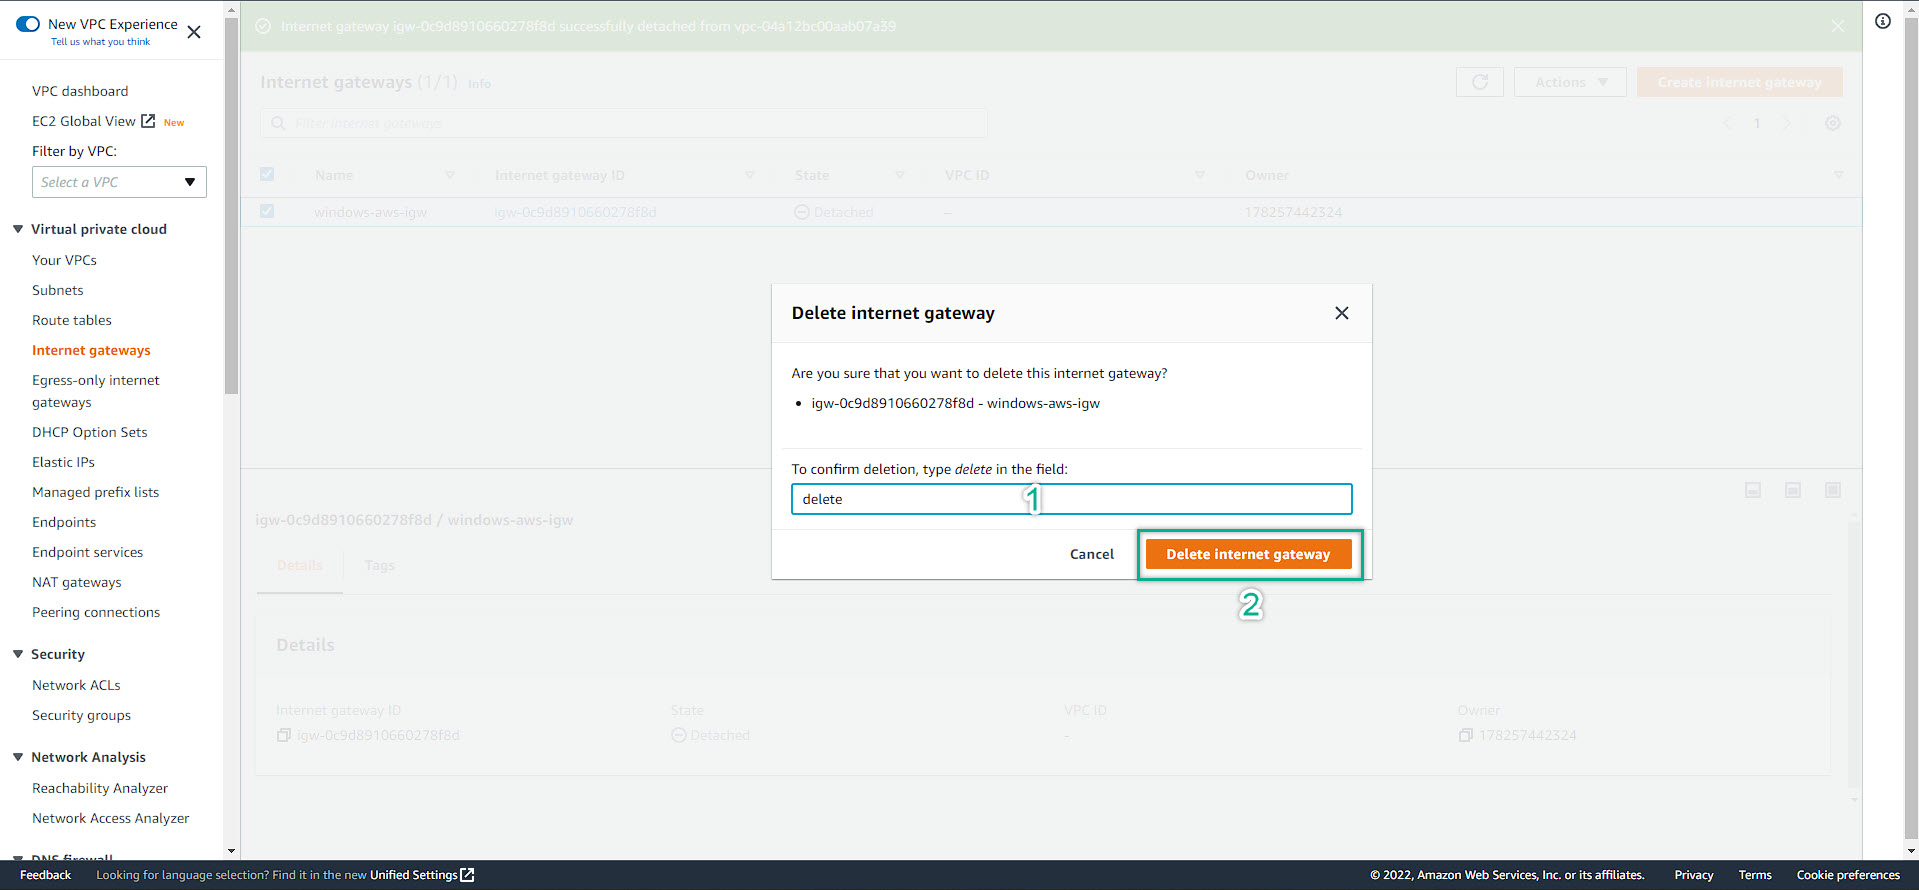 New VPC Experience
Tell us what you think
VPC dashboard
EC2 Global View New
Filter by VPC:
Select a VPC
Virtual private cloud
Your VPCs
Subnets
Route tables
Internet gateways
Egress-only internet
gateways
DHCP Option Sets
Elastic IPs
Managed prefix lists
Endpoints
Endpoint services
NAT gateways
Peering connections
Security
Network ACLs
Security groups
Network Analysis
Reachability Analyzer
Network Access Analyzer
DNS firewall
Internet gateway igw-0c9d8910660278f8d successfully detached from vpc-04a12bc00aab07a39
Internet gateways (1/1) Info
Actions
Create internet gateway
Filter internet gateways
1
Name Internet gateway ID State VPC ID Owner
windows-aws-igw igw-0c9d8910660278f8d Detached – 178257442324
Delete internet gateway
Are you sure that you want to delete this internet gateway?
• igw-0c9d8910660278f8d - windows-aws-igw
To confirm deletion, type delete in the field:
delete
1
Cancel
Delete internet gateway
2
igw-0c9d8910660278f8d / windows-aws-igw
Details Tags
Details
Internet gateway ID State VPC ID Owner
igw-0c9d8910660278f8d Detached - 178257442324
Feedback Looking for language selection? Find it in the new Unified Settings © 2022, Amazon Web Services, Inc. or its affiliates. Privacy Terms Cookie preferences